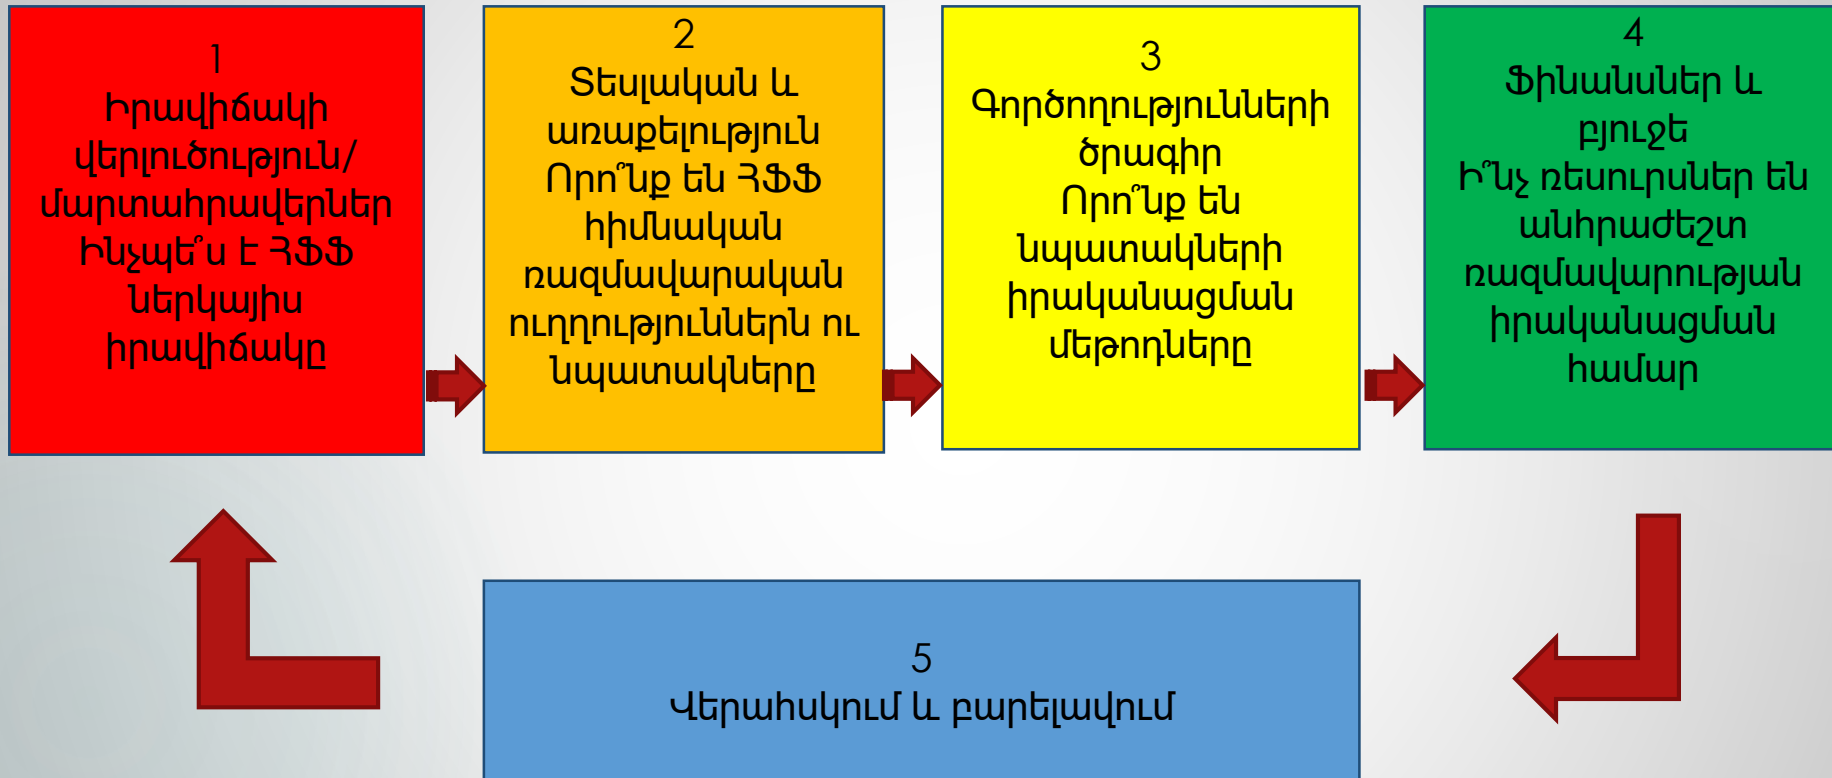 1
Իրավիճակի
վերլուծություն/
մարտահրավերներ
Ինչպե՞ս է ՀՖՖ
ներկայիս
իրավիճակը
2
Տեսլական և
առաքելություն
Որո՞նք են ՀՖՖ
հիմնական
ռազմավարական
ուղղություններն ու
նպատակները
3
Գործողությունների
ծրագիր
Որո՞նք են
նպատակների
իրականացման
մեթոդները
4
Ֆինանսներ և
բյուջե
Ի՞նչ ռեսուրսներ են
անհրաժեշտ
ռազմավարության
իրականացման
համար
5
Վերահսկում և բարելավում